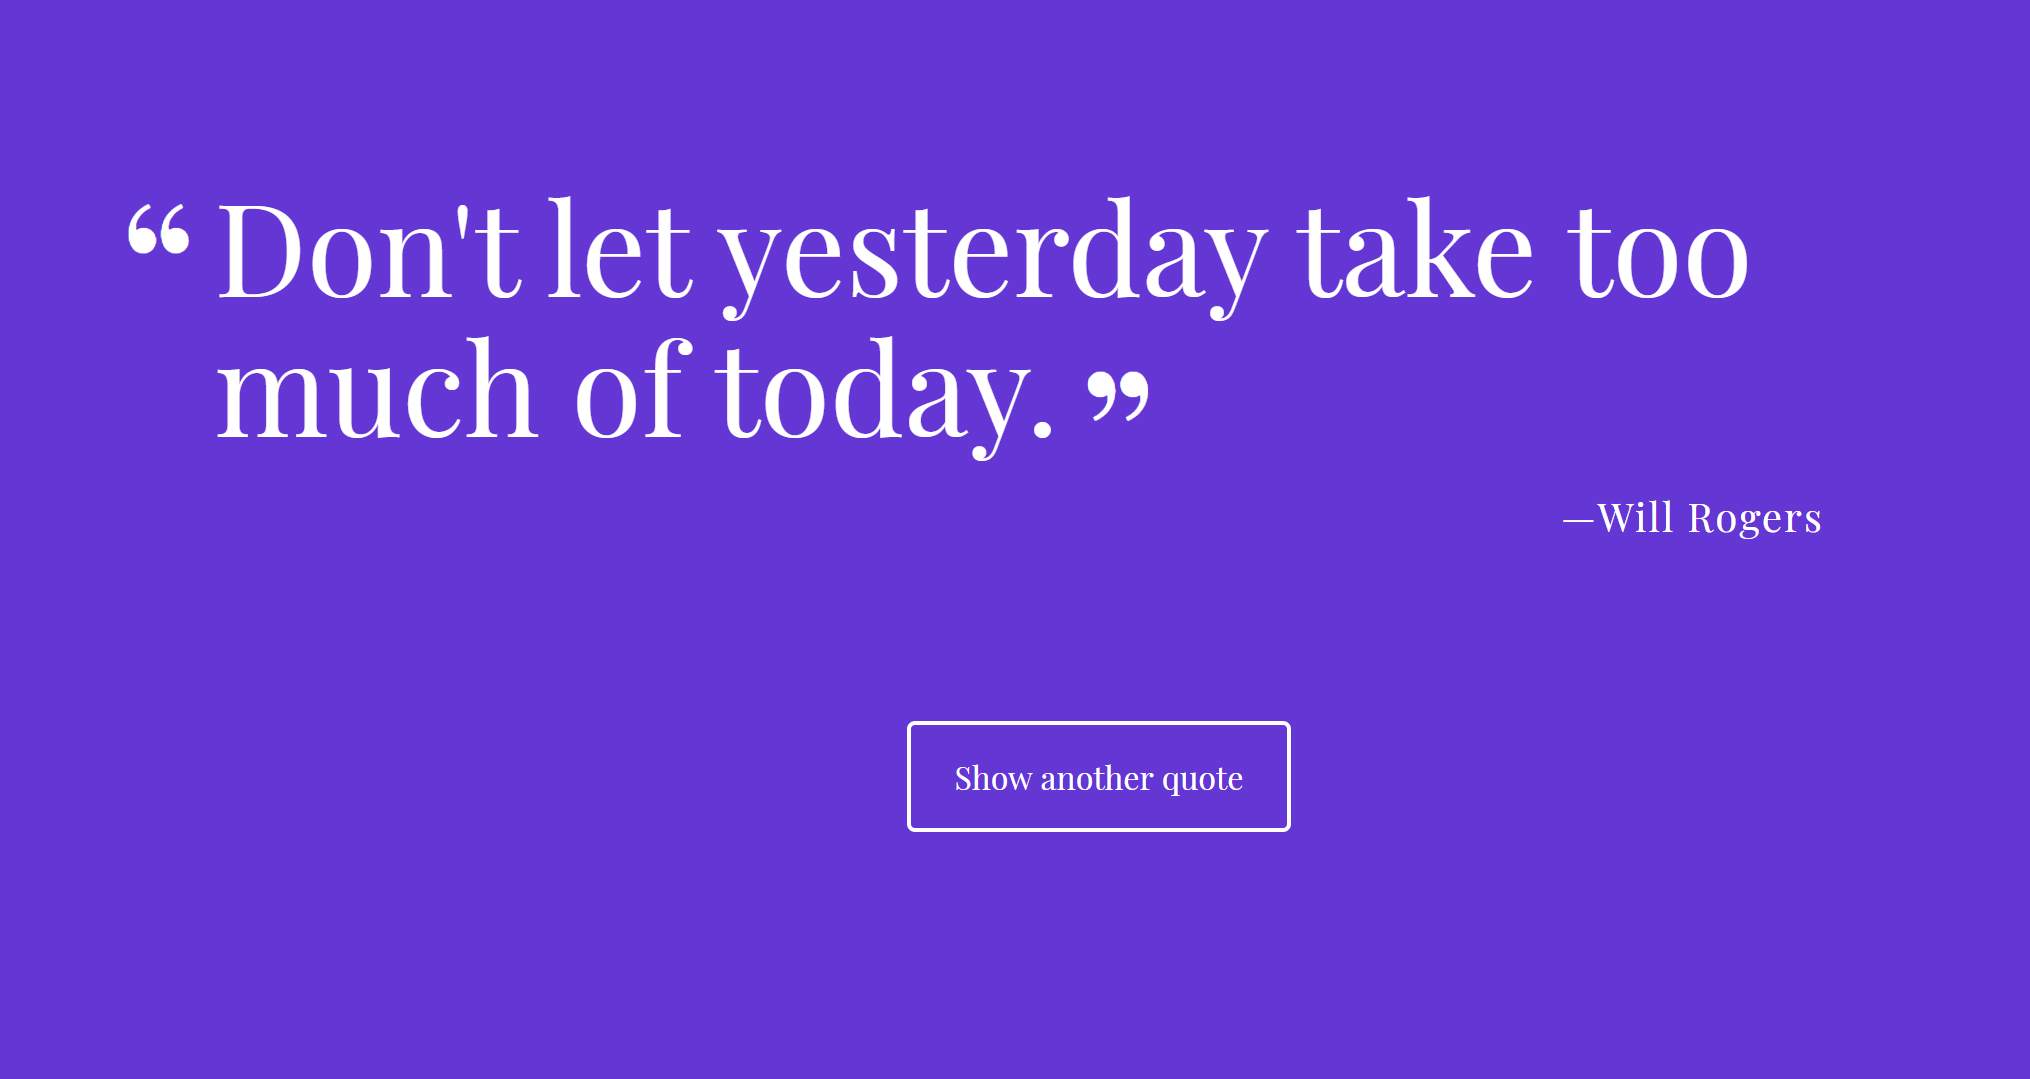 “Don't let yesterday take too
much of today.”
—Will Rogers
Show another quote